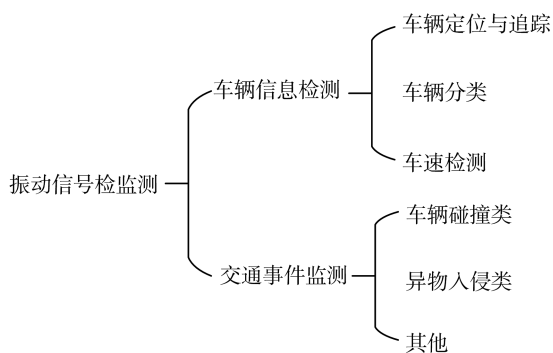 车辆定位与追踪
车辆信息检测
车辆分类
车速检测
振动信号检监测
车辆碰撞类
交通事件监测
异物入侵类
其他